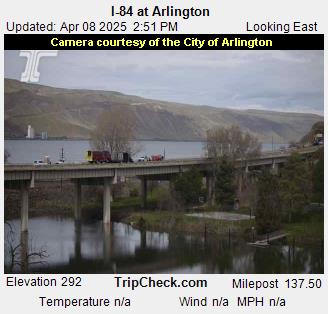 I-84 at Arlington
Updated: Apr 08 2025 2:51 PM Looking East
Camera courtesy of the City of Arlington
Elevation 292 TripCheck.com Milepost 137.50
Temperature n/a Wind n/a MPH n/a